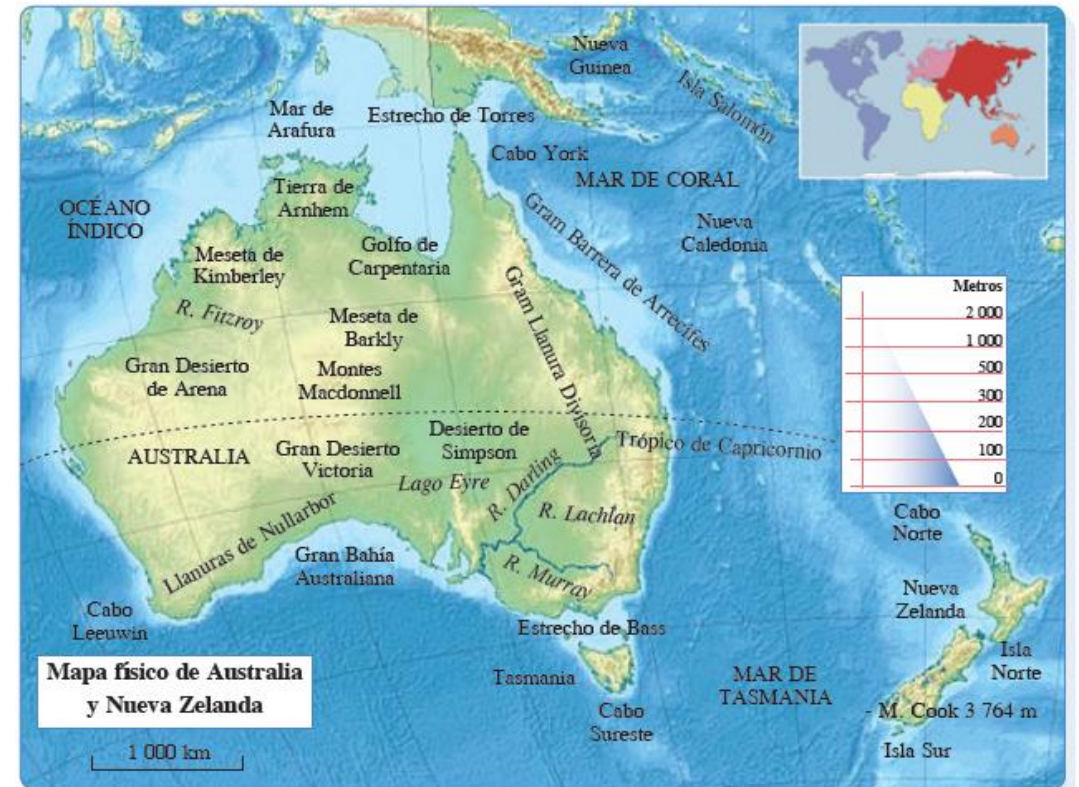 Nueva
Guinea
Isla Salomón
Mar de
Arafura
Estrecho de Torres
Cabo York
MAR DE CORAL
Tierra de
Arnhem
OCÉANO
ÍNDICO
Nueva
Caledonia
Gram Barrera de Arrecifes
Golfo de
Carpentaria
Meseta de
Kimberley
Gram Llanura Divisoria
R. Fitzroy
Meseta de
Barkly
Metros
2 000
1 000
500
300
200
100
0
Gran Desierto
de Arena
Montes
Macdonnell
Desierto de
Simpson
Trópico de Capricornio
AUSTRALIA
Gran Desierto
Victoria
Lago Eyre
R. Darling
R. Lachlan
Llanuras de Nullarbor
Gran Bahía
Australiana
R. Murray
Cabo
Norte
Nueva
Zelanda
Cabo
Leeuwin
Estrecho de Bass
Isla
Norte
Mapa físico de Australia
y Nueva Zelanda
Tasmania
MAR DE
TASMANIA
Cabo
Sureste
- M. Cook 3 764 m
Isla Sur
1 000 km